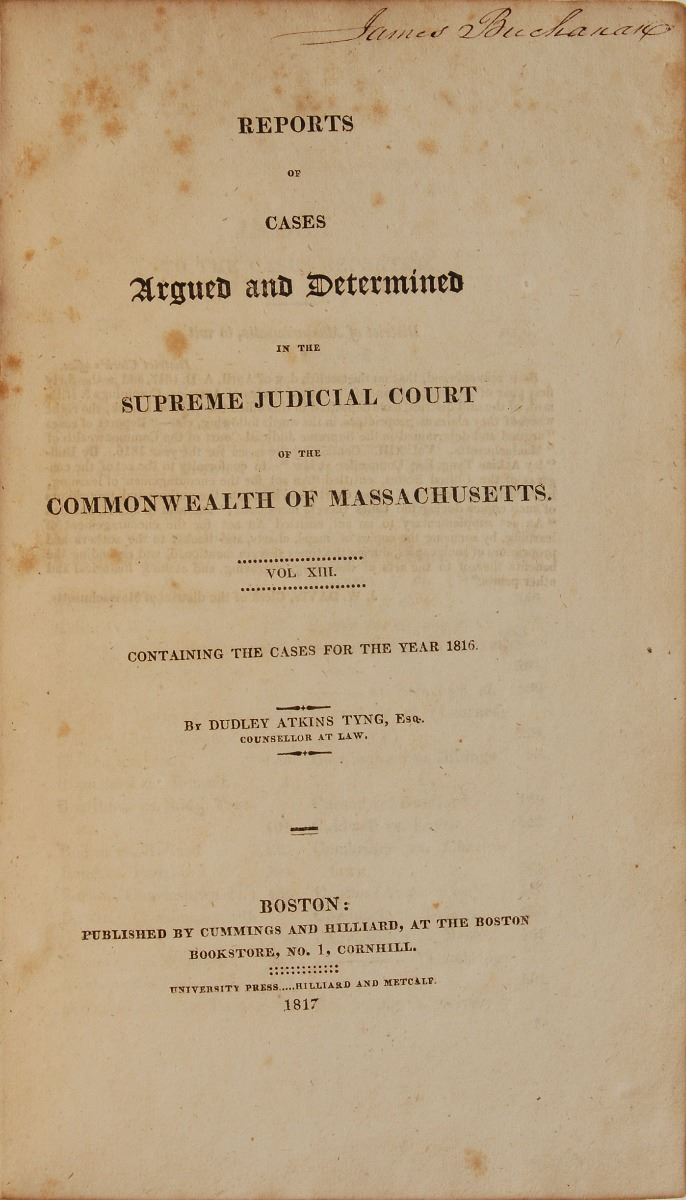 James Buchanan
REPORTS
OF
CASES
Argued and Determined
IN THE
SUPREME JUDICIAL COURT
OF THE
COMMONWEALTH OF MASSACHUSETTS.
VOL XIII.
CONTAINING THE CASES FOR THE YEAR 1816.
By DUDLEY ATKINS TYNG, Esq.
COUNSELLOR AT LAW.
BOSTON:
PUBLISHED BY CUMMINGS AND HILLIARD, AT THE BOSTON
BOOKSTORE, NO. 1, CORNHILL.
UNIVERSITY PRESS.....HILLIARD AND METCALF.
1817